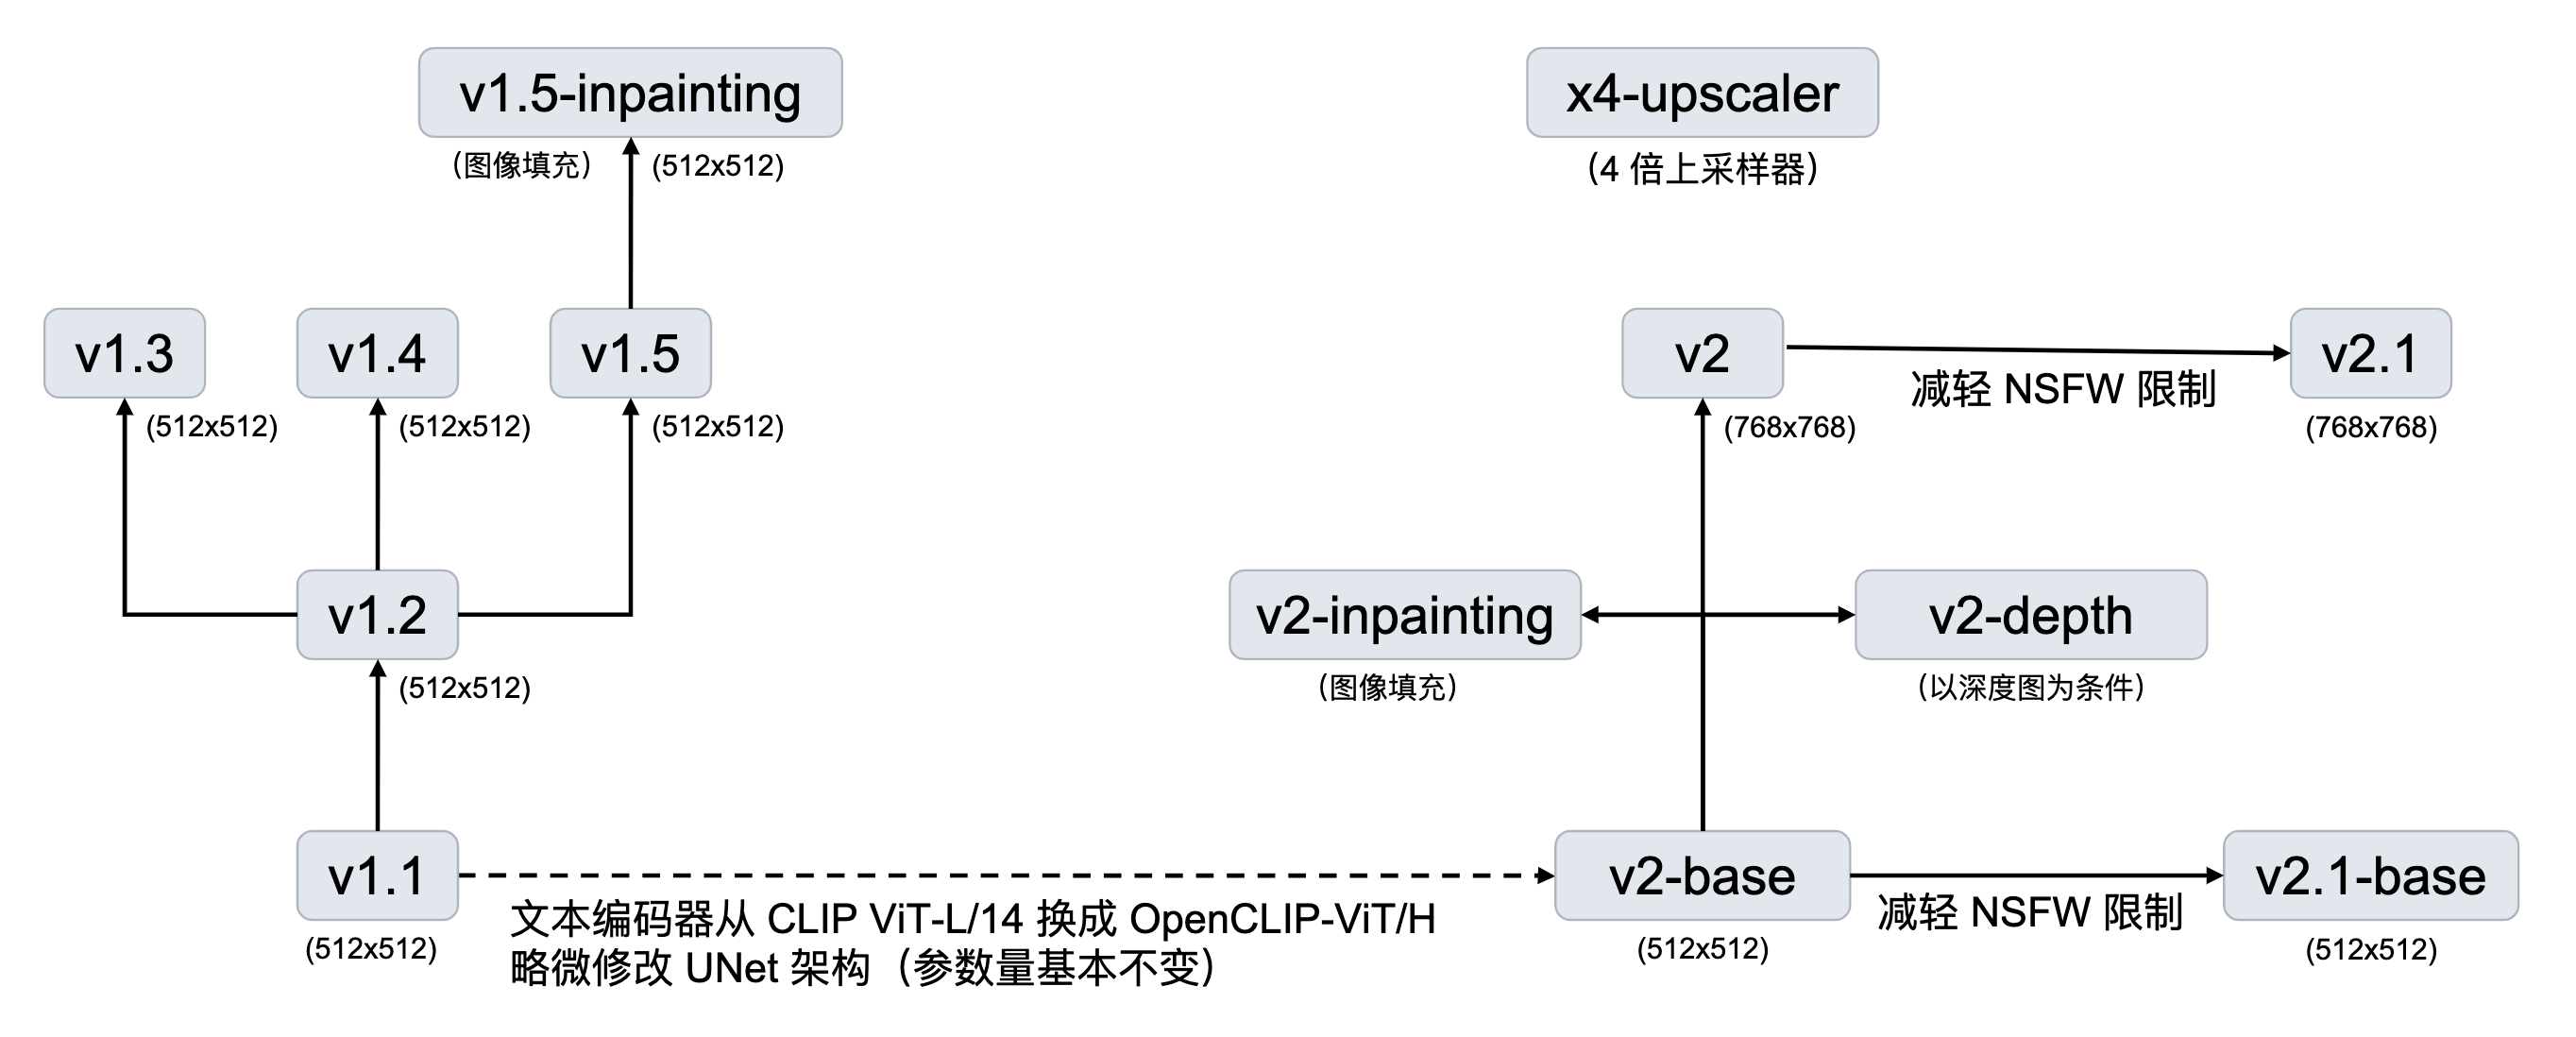 v1.5-inpainting
（图像填充）
(512x512)
x4-upscaler
（4 倍上采样器）
v1.3
(512x512)
v1.4
(512x512)
v1.5
(512x512)
v2
(768x768)
减轻 NSFW 限制
v2.1
(768x768)
v1.2
(512x512)
v2-inpainting
（图像填充）
v2-depth
（以深度图为条件）
v1.1
(512x512)
文本编码器从 CLIP ViT-L/14 换成 OpenCLIP-ViT/H
略微修改 UNet 架构（参数量基本不变）
v2-base
(512x512)
减轻 NSFW 限制
v2.1-base
(512x512)